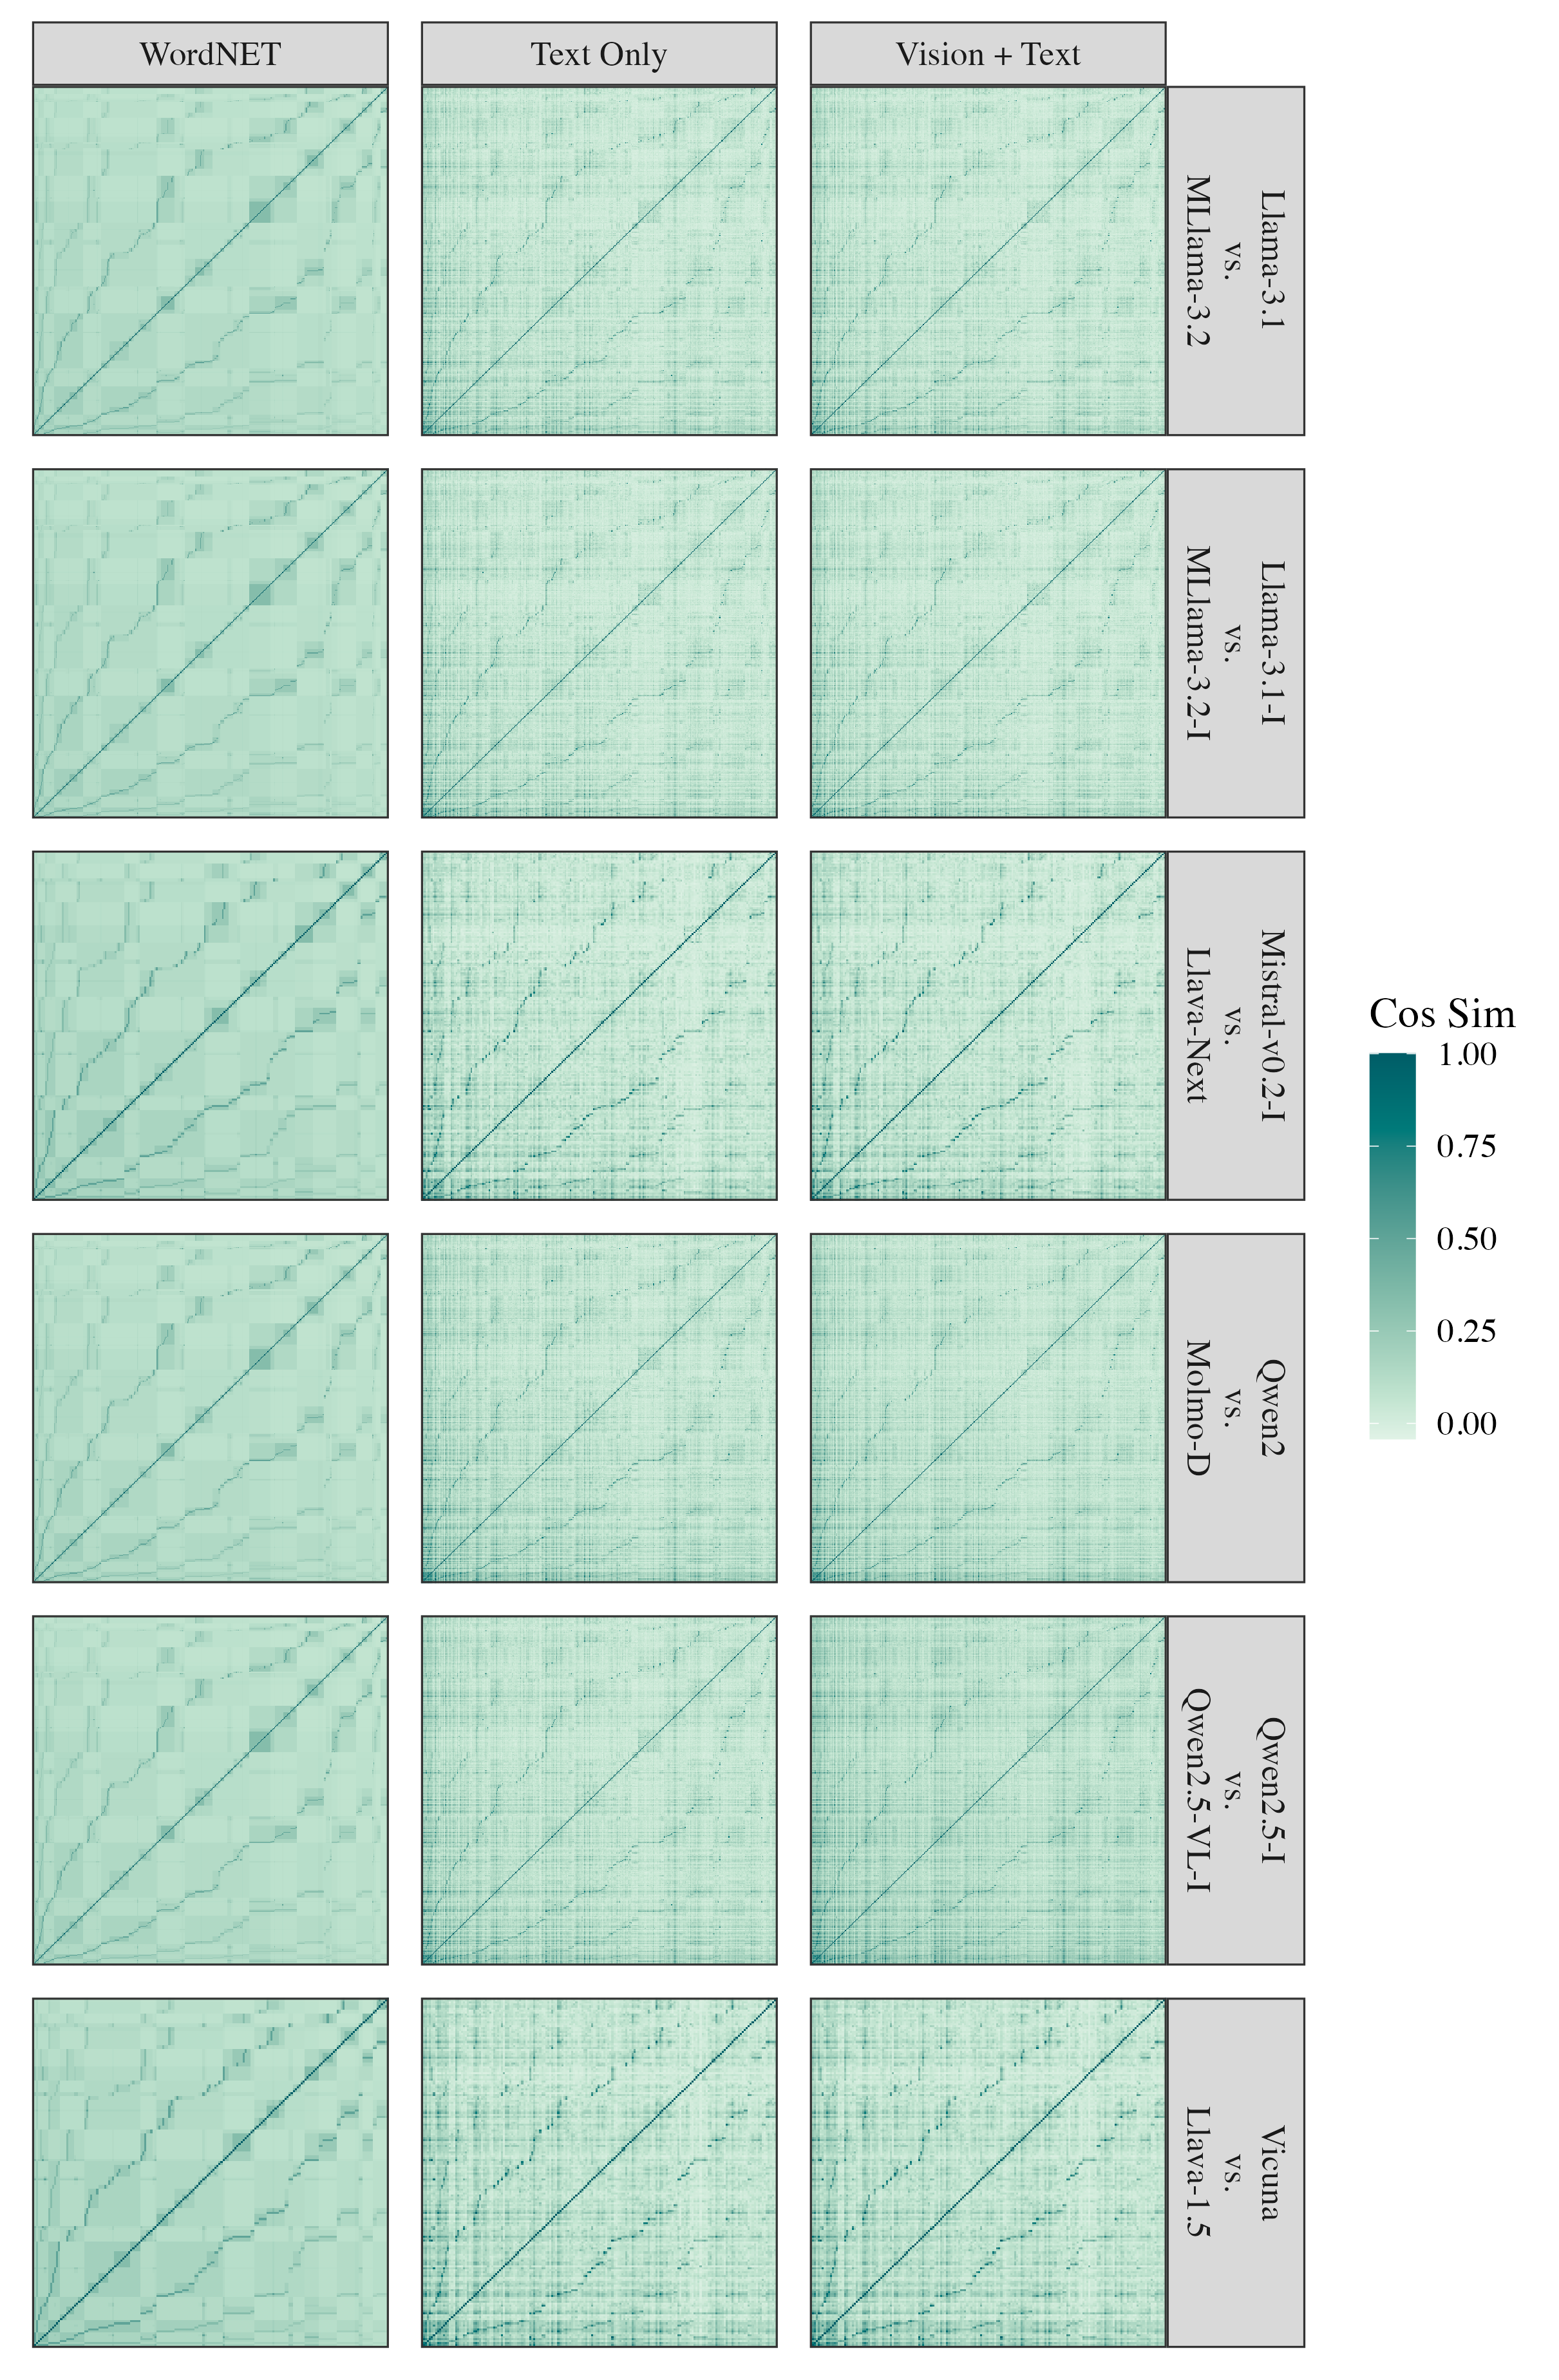 WordNET
Text Only
Vision + Text
Llama-3.1
vs.
MLlama-3.2
Llama-3.1-I
vs.
MLlama-3.2-I
Mistral-v0.2-I
vs.
Llava-Next
Qwen2
vs.
Molmo-D
Qwen2.5-I
vs.
Qwen2.5-VL-I
Vicuna
vs.
Llava-1.5
Cos Sim
1.00
0.75
0.50
0.25
0.00